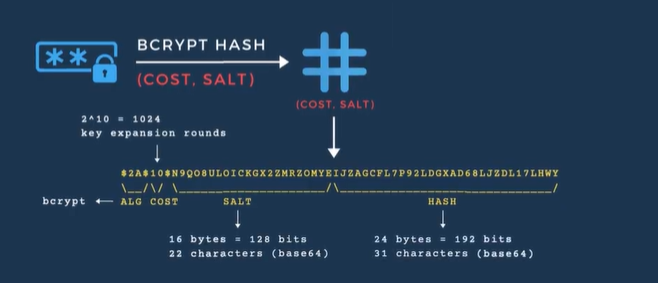 **
BCRYPT HASH
(COST, SALT)
(COST, SALT)
2^10 = 1024
key expansion rounds
$2A$10$N9QO8ULOICKGX2ZMRZOMYEIJZAGCFL7P92LDGXAD68LJZDL17LHWY
\__/\/ \____________________/\_____________________________/
bcrypt
ALG COST SALT HASH
16 bytes = 128 bits
22 characters (base64)
24 bytes = 192 bits
31 characters (base64)